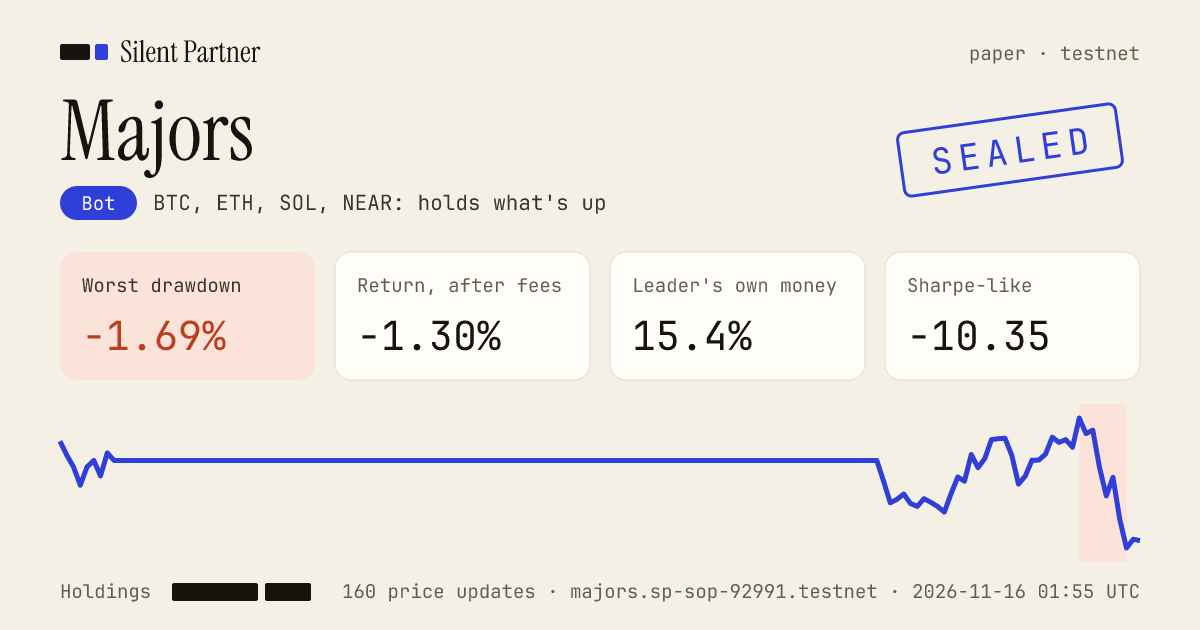 Silent Partner
paper · testnet
Majors
SEALED
Bot
BTC, ETH, SOL, NEAR: holds what's up
Worst drawdown
-1.69%
Return, after fees
-1.30%
Leader's own money
15.4%
Sharpe-like
-10.35
Holdings
160 price updates · majors.sp-sop-92991.testnet · 2026-11-16 01:55 UTC